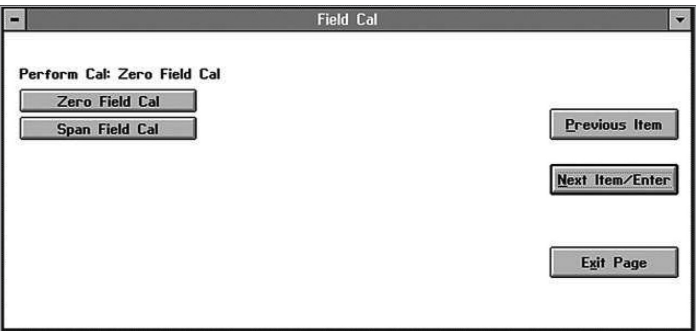 Field Cal
Perform Cal: Zero Field Cal
Zero Field Cal
Span Field Cal
Previous Item
Next Item/Enter
Exit Page